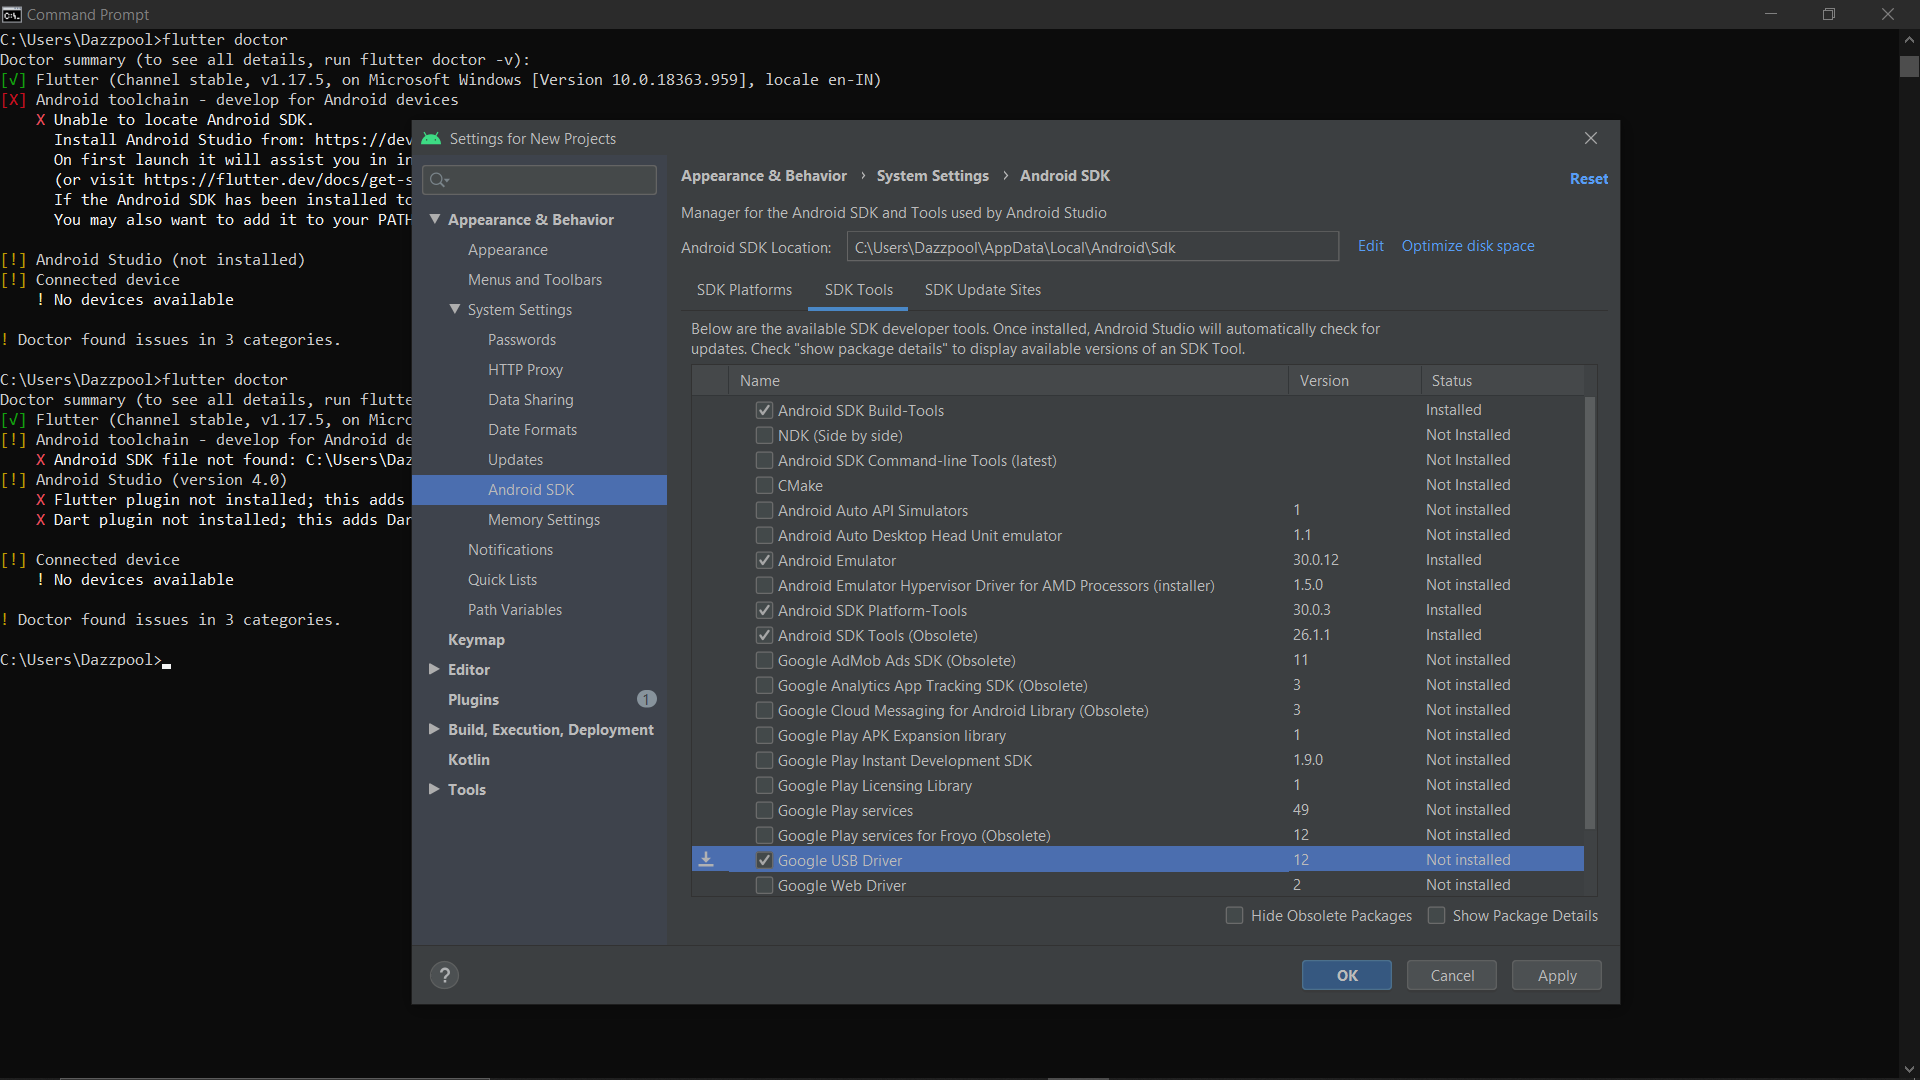 Command Prompt
C:\Users\Dazzpool>flutter doctor
Doctor summary (to see all details, run flutter doctor -v):
[√] Flutter (Channel stable, v1.17.5, on Microsoft Windows [Version 10.0.18363.959], locale en-IN)
[X] Android toolchain - develop for Android devices
X Unable to locate Android SDK.
Install Android Studio from: https://dev
On first launch it will assist you in in
(or visit https://flutter.dev/docs/get-s
If the Android SDK has been installed to
You may also want to add it to your PATH
[!] Android Studio (not installed)
[!] Connected device
! No devices available
! Doctor found issues in 3 categories.
C:\Users\Dazzpool>flutter doctor
Doctor summary (to see all details, run flutte
[√] Flutter (Channel stable, v1.17.5, on Micro
[!] Android toolchain - develop for Android de
X Android SDK file not found: C:\Users\Daz
[!] Android Studio (version 4.0)
X Flutter plugin not installed; this adds
X Dart plugin not installed; this adds Dar
[!] Connected device
! No devices available
! Doctor found issues in 3 categories.
C:\Users\Dazzpool>
Settings for New Projects
Appearance & Behavior
Appearance
Menus and Toolbars
System Settings
Passwords
HTTP Proxy
Data Sharing
Date Formats
Updates
Android SDK
Memory Settings
Notifications
Quick Lists
Path Variables
Keymap
Editor
Plugins 1
Build, Execution, Deployment
Kotlin
Tools
Appearance & Behavior › System Settings › Android SDK
Reset
Manager for the Android SDK and Tools used by Android Studio
Android SDK Location: C:\Users\Dazzpool\AppData\Local\Android\Sdk Edit Optimize disk space
SDK Platforms SDK Tools SDK Update Sites
Below are the available SDK developer tools. Once installed, Android Studio will automatically check for
updates. Check "show package details" to display available versions of an SDK Tool.
Name Version Status
Android SDK Build-Tools Installed
NDK (Side by side) Not Installed
Android SDK Command-line Tools (latest) Not Installed
CMake Not Installed
Android Auto API Simulators 1 Not installed
Android Auto Desktop Head Unit emulator 1.1 Not installed
Android Emulator 30.0.12 Installed
Android Emulator Hypervisor Driver for AMD Processors (installer) 1.5.0 Not installed
Android SDK Platform-Tools 30.0.3 Installed
Android SDK Tools (Obsolete) 26.1.1 Installed
Google AdMob Ads SDK (Obsolete) 11 Not installed
Google Analytics App Tracking SDK (Obsolete) 3 Not installed
Google Cloud Messaging for Android Library (Obsolete) 3 Not installed
Google Play APK Expansion library 1 Not installed
Google Play Instant Development SDK 1.9.0 Not installed
Google Play Licensing Library 1 Not installed
Google Play services 49 Not installed
Google Play services for Froyo (Obsolete) 12 Not installed
Google USB Driver 12 Not installed
Google Web Driver 2 Not installed
Hide Obsolete Packages Show Package Details
? OK Cancel Apply